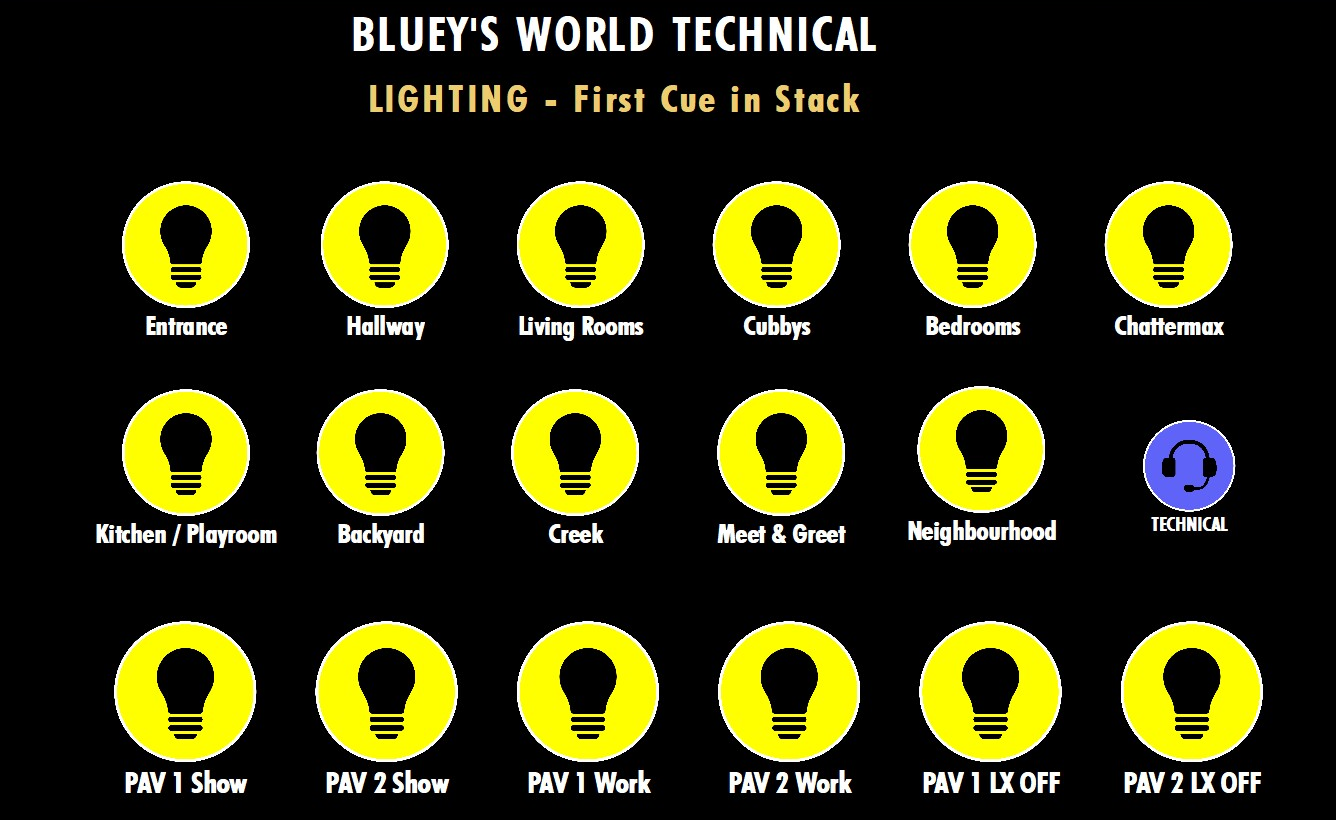 BLUEY'S WORLD TECHNICAL
LIGHTING - First Cue in Stack
Entrance
Hallway
Living Rooms
Cubbys
Bedrooms
Chattermax
Kitchen / Playroom
Backyard
Creek
Meet & Greet
Neighbourhood
TECHNICAL
PAV 1 Show
PAV 2 Show
PAV 1 Work
PAV 2 Work
PAV 1 LX OFF
PAV 2 LX OFF